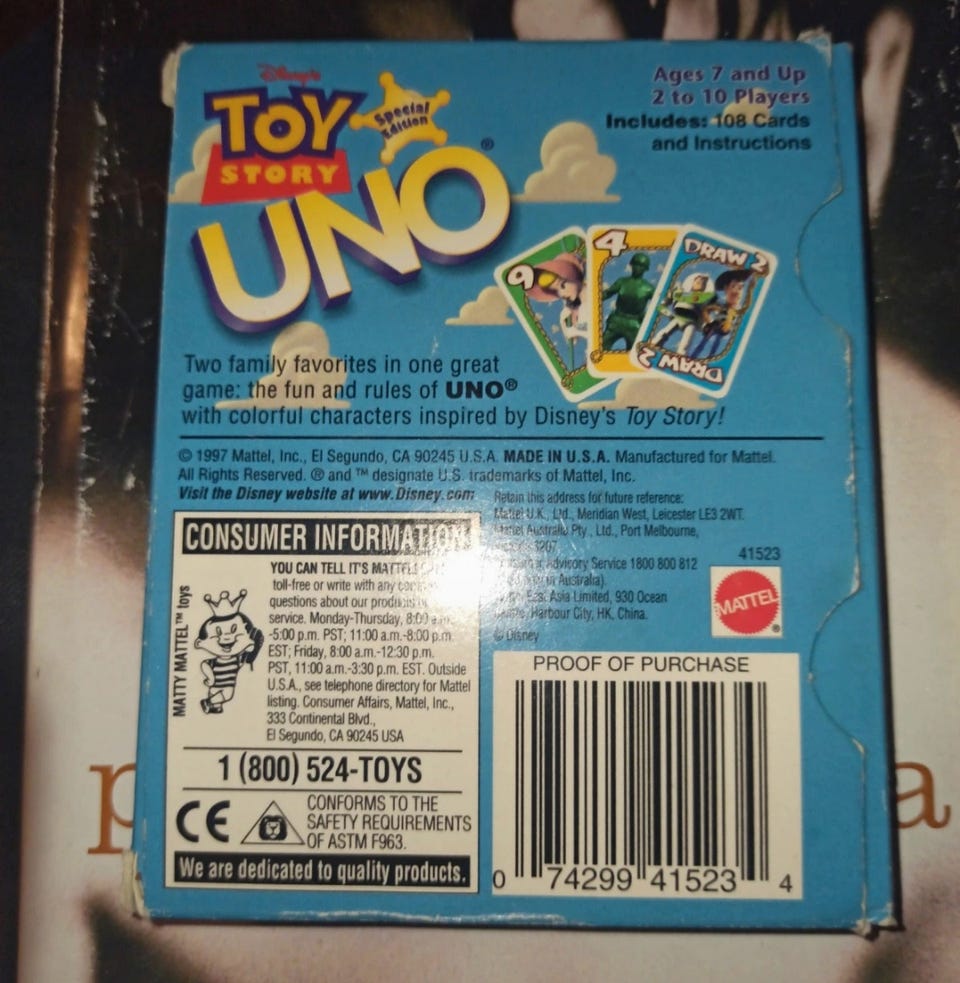 Disney's
TOY
STORY
Special
Edition
UNO®
Ages 7 and Up
2 to 10 Players
Includes: 108 Cards
and Instructions
9
4
DRAW 2
DRAW 2
Two family favorites in one great
game: the fun and rules of UNO®
with colorful characters inspired by Disney's Toy Story!
© 1997 Mattel, Inc., El Segundo, CA 90245 U.S.A. MADE IN U.S.A. Manufactured for Mattel.
All Rights Reserved. ® and ™ designate U.S. trademarks of Mattel, Inc.
Visit the Disney website at www.Disney.com
Retain this address for future reference:
Mattel U.K., Ltd., Meridian West, Leicester LE3 2WT.
Mattel Australia Pty., Ltd., Port Melbourne,
3207
Advisory Service 1800 800 812
in Australia).
East Asia Limited, 930 Ocean
Harbour City, HK, China.
© Disney
41523
MATTEL®
CONSUMER INFORMATION
MATTY MATTEL™ toys
YOU CAN TELL IT'S MATTEL
toll-free or write with any
questions about our products
service. Monday-Thursday, 8:00
-5:00 p.m. PST; 11:00 a.m.-8:00 p.m.
EST; Friday, 8:00 a.m.-12:30 p.m.
PST, 11:00 a.m.-3:30 p.m. EST. Outside
U.S.A., see telephone directory for Mattel
listing. Consumer Affairs, Mattel, Inc.,
333 Continental Blvd.,
El Segundo, CA 90245 USA
1 (800) 524-TOYS
CE
CONFORMS TO THE
SAFETY REQUIREMENTS
OF ASTM F963.
We are dedicated to quality products.
PROOF OF PURCHASE
0 74299 41523 4
p
a